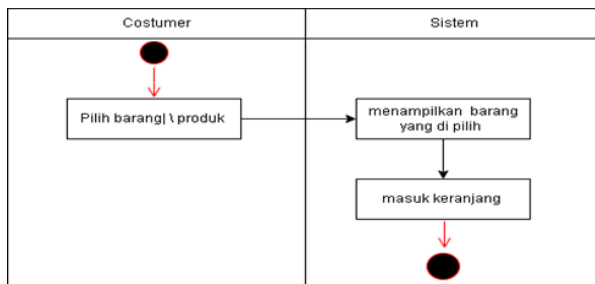 Costumer
Sistem
Pilih barang| \ produk
menampilkan barang
yang di pilih
masuk keranjang